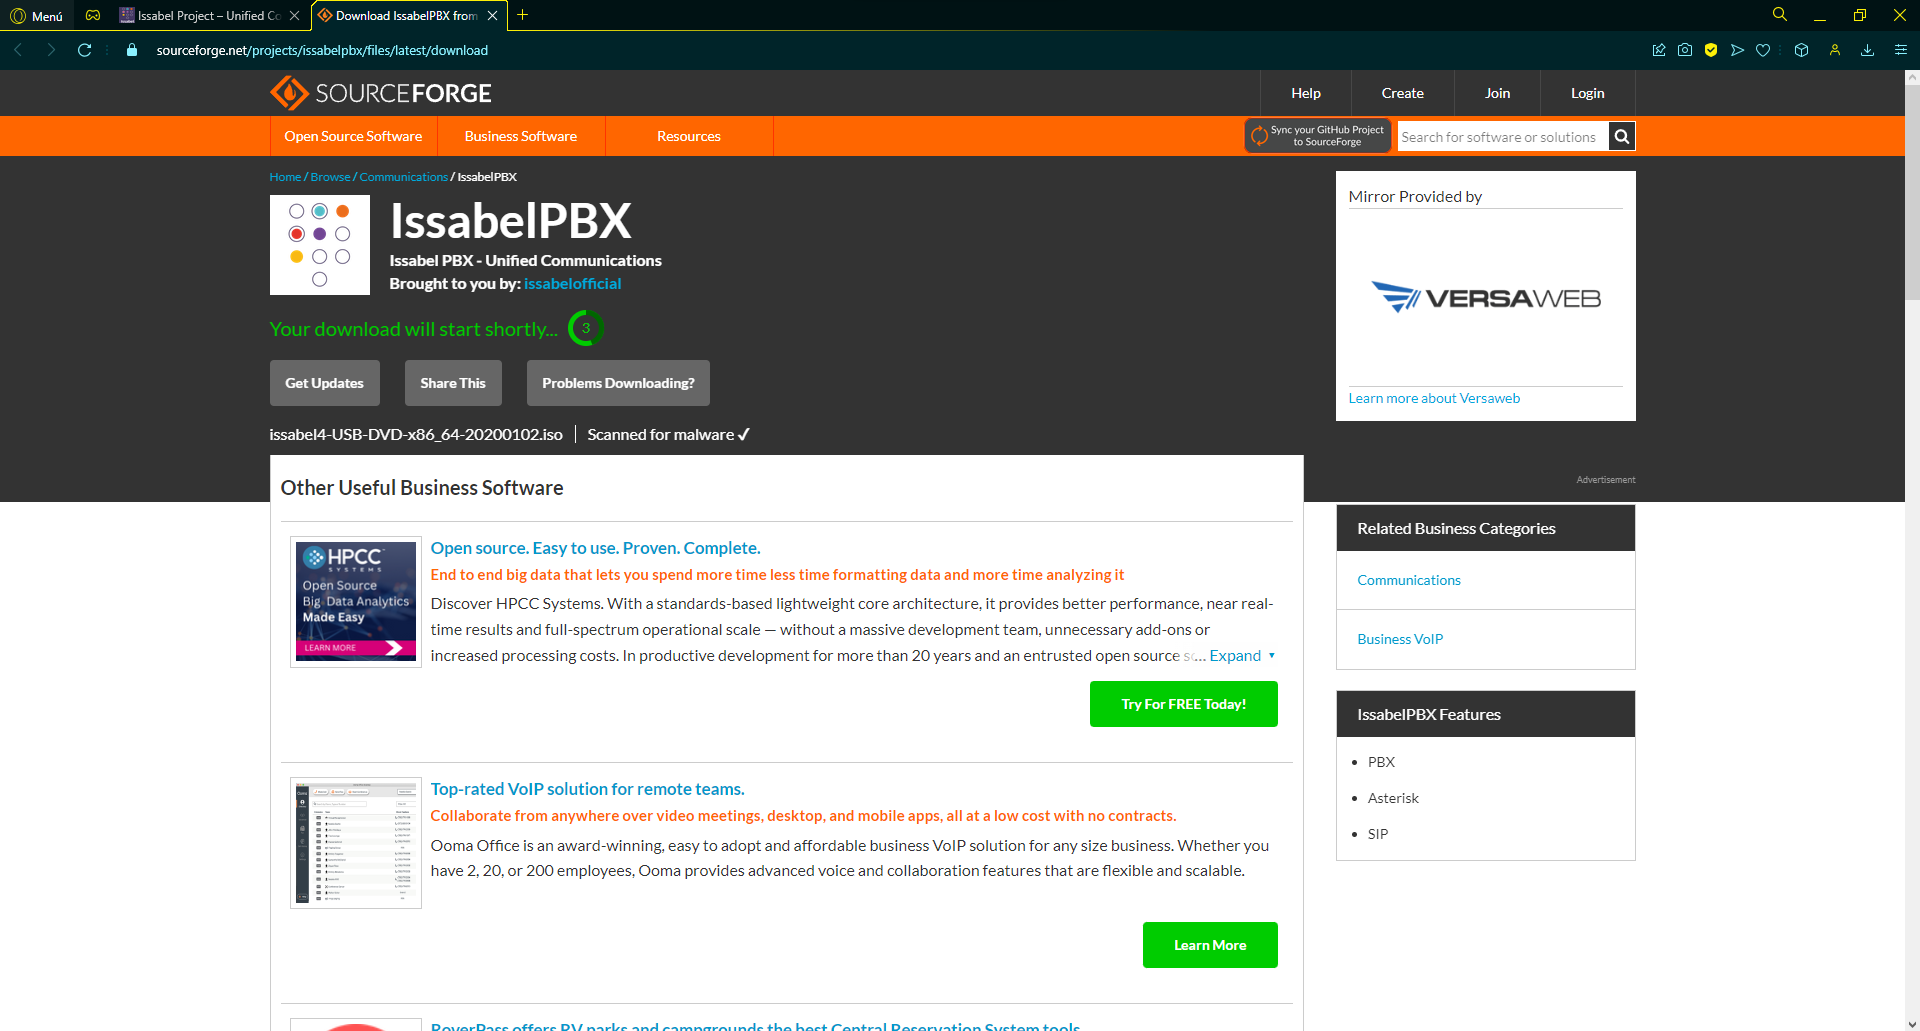 Menú
Issabel Project – Unified Co
Download IssabelPBX from
sourceforge.net/projects/issabelpbx/files/latest/download
SOURCEFORGE
Help
Create
Join
Login
Open Source Software
Business Software
Resources
Sync your GitHub Project
to SourceForge
Search for software or solutions
Home / Browse / Communications / IssabelPBX
IssabelPBX
Issabel PBX - Unified Communications
Brought to you by: issabelofficial
Your download will start shortly... 3
Get Updates
Share This
Problems Downloading?
issabel4-USB-DVD-x86_64-20200102.iso
Scanned for malware ✓
Mirror Provided by
VERSAWEB
Learn more about Versaweb
Advertisement
Other Useful Business Software
HPCC
SYSTEMS
Open Source
Big Data Analytics
Made Easy
LEARN MORE
Open source. Easy to use. Proven. Complete.
End to end big data that lets you spend more time less time formatting data and more time analyzing it
Discover HPCC Systems. With a standards-based lightweight core architecture, it provides better performance, near real-
time results and full-spectrum operational scale — without a massive development team, unnecessary add-ons or
increased processing costs. In productive development for more than 20 years and an entrusted open source s... Expand
Try For FREE Today!
Top-rated VoIP solution for remote teams.
Collaborate from anywhere over video meetings, desktop, and mobile apps, all at a low cost with no contracts.
Ooma Office is an award-winning, easy to adopt and affordable business VoIP solution for any size business. Whether you
have 2, 20, or 200 employees, Ooma provides advanced voice and collaboration features that are flexible and scalable.
Learn More
RoverPass offers RV parks and campgrounds the best Central Reservation System tools
Related Business Categories
Communications
Business VoIP
IssabelPBX Features
PBX
Asterisk
SIP